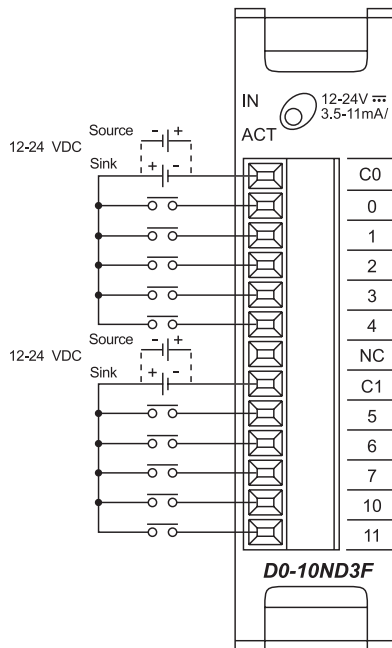 IN
12-24V
3.5-11mA/
ACT
Source - +
12-24 VDC
Sink + -
C0
0
1
2
3
4
Source - +
12-24 VDC
Sink + -
NC
C1
5
6
7
10
11
D0-10ND3F